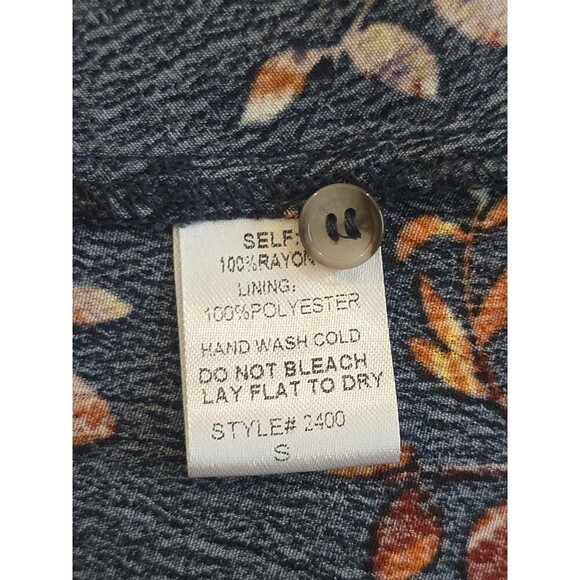 SELF:
100%RAYON
LINING:
100%POLYESTER
HAND WASH COLD
DO NOT BLEACH
LAY FLAT TO DRY
STYLE# 2400
S